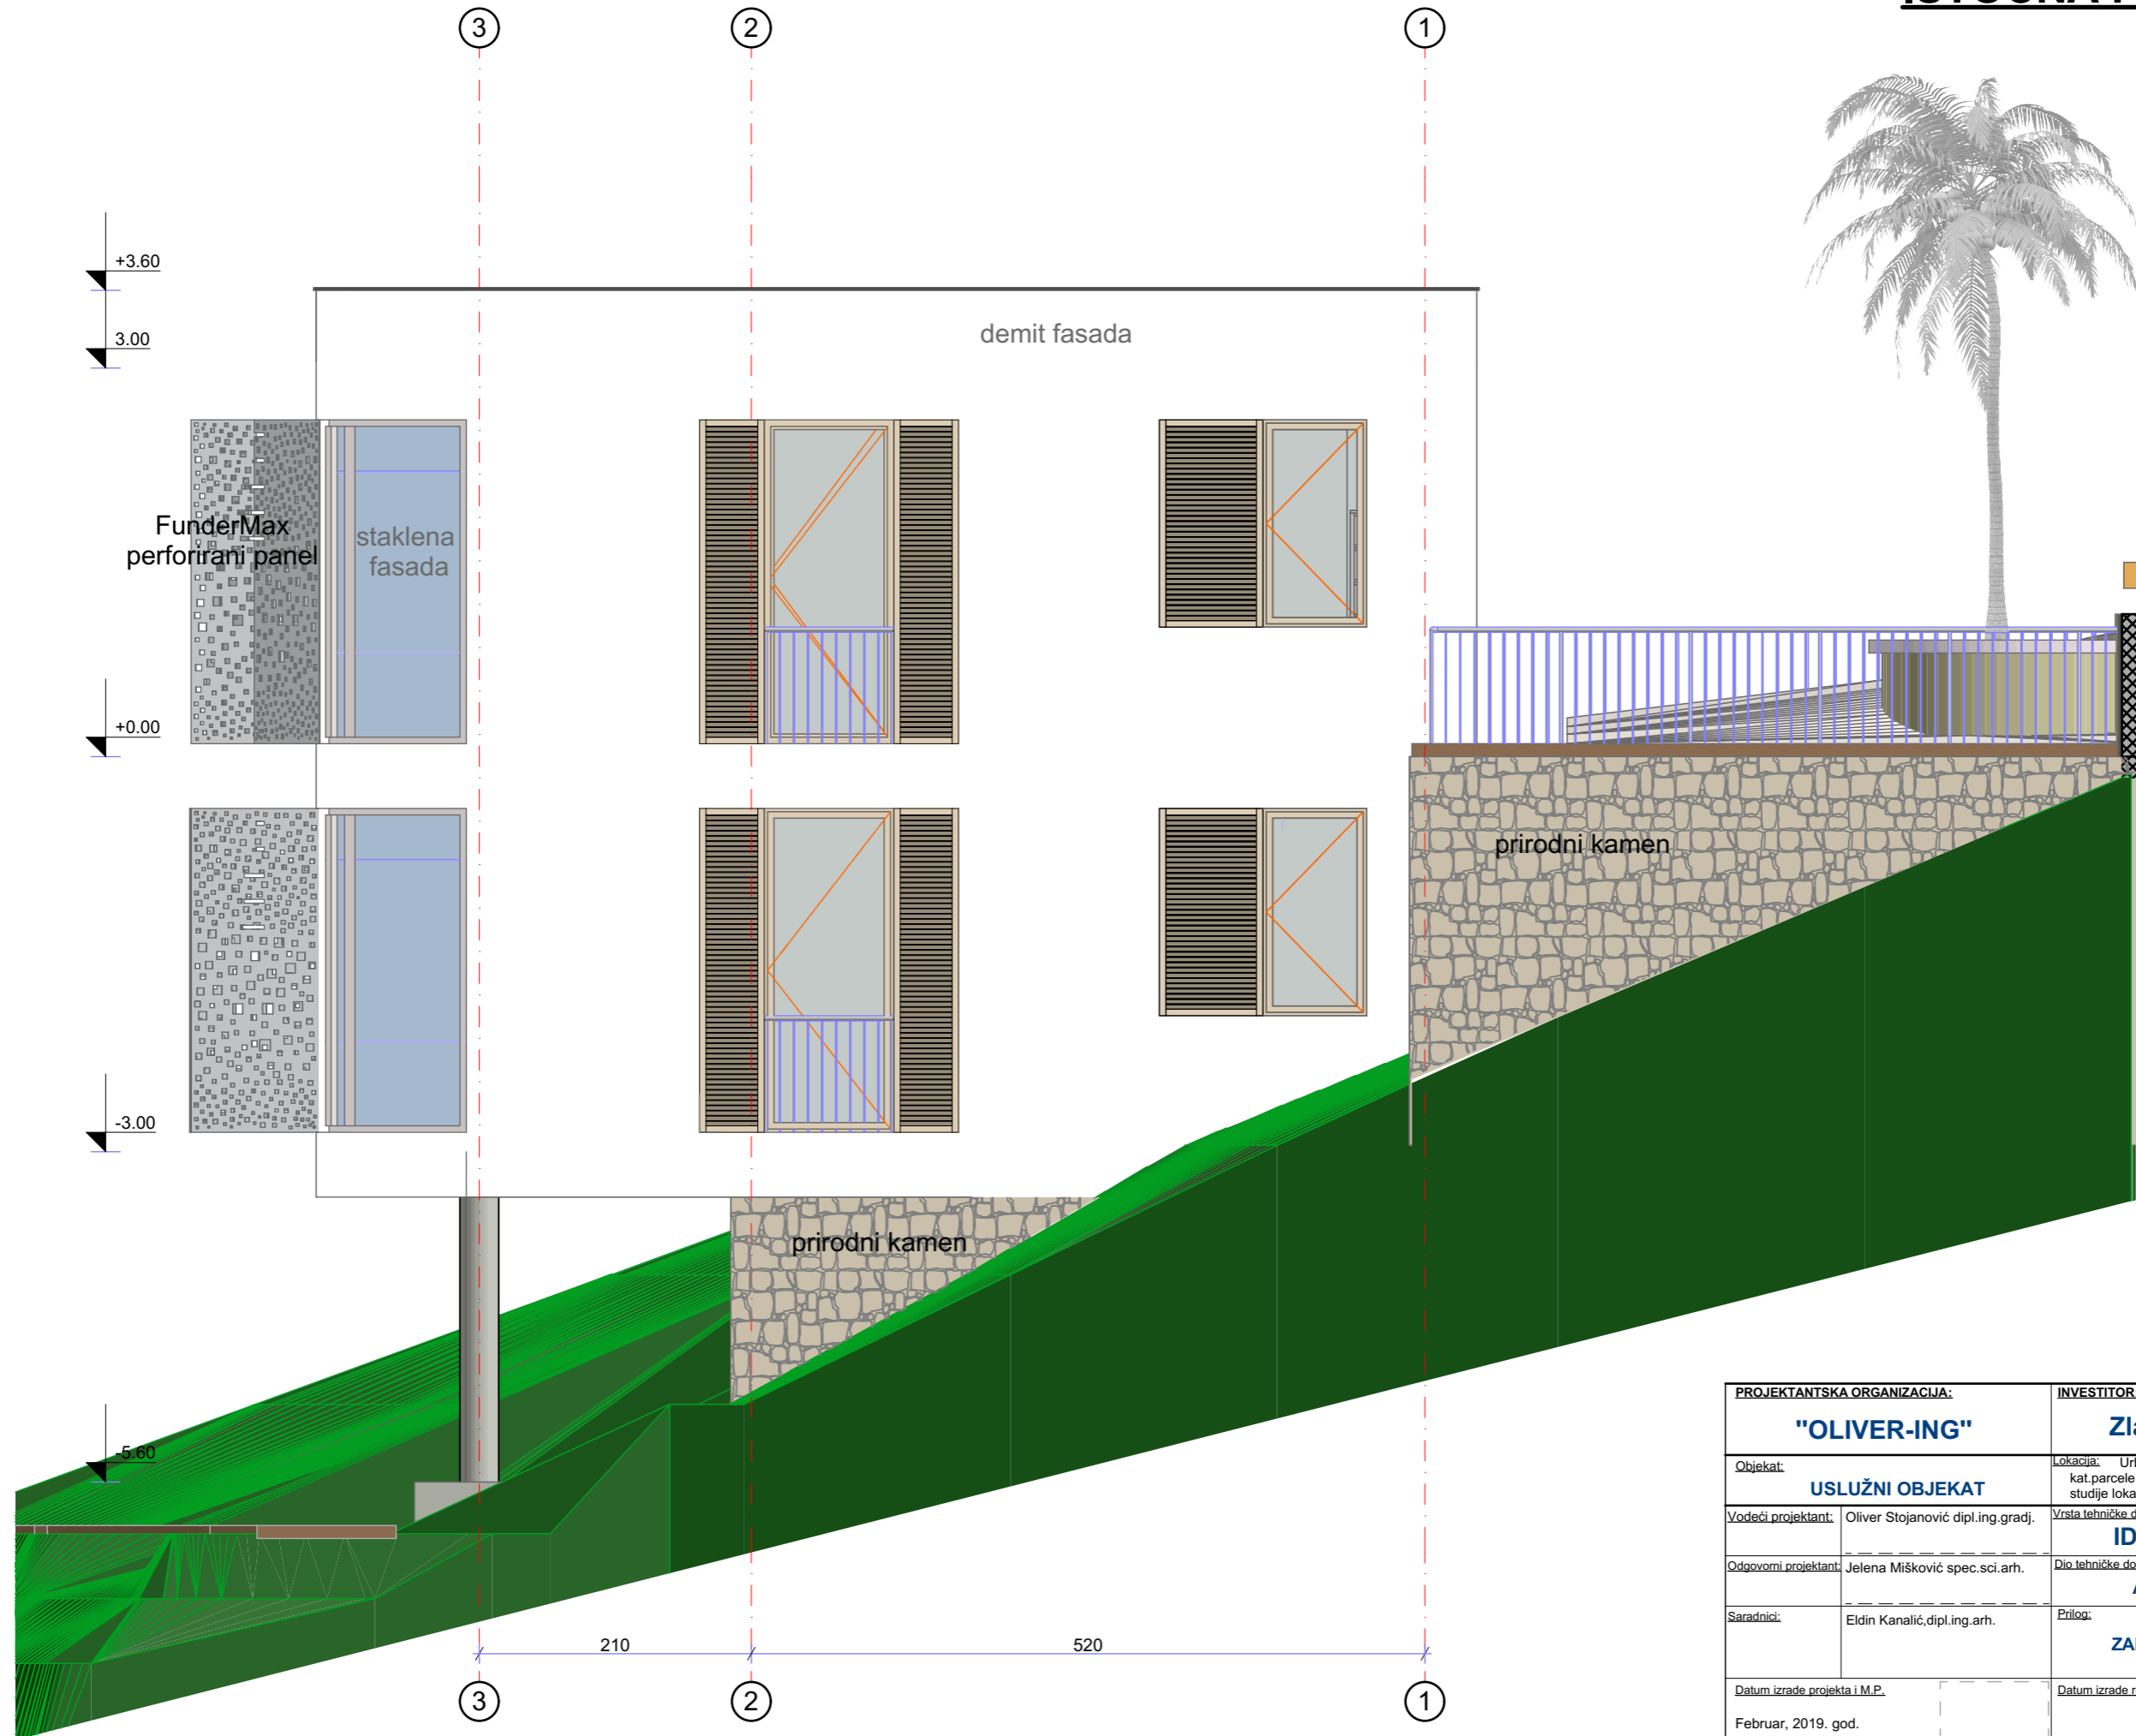 3
2
1
+3.60
3.00
demit fasada
FunderMax
perforirani panel
staklena
fasada
+0.00
prirodni kamen
-3.00
prirodni kamen
-5.60
210
520
3
2
1
PROJEKTANTSKA ORGANIZACIJA:
"OLIVER-ING"
INVESTITOR:
Objekat:
USLUŽNI OBJEKAT
Lokacija:
kat.parcele
studije
Vodeći projektant:
Oliver Stojanović dipl.ing.gradj.
Vrsta tehničke
Odgovorni projektant:
Jelena Mišković spec.sci.arh.
Dio tehničke
Saradnici:
Eldin Kanalić,dipl.ing.arh.
Prilog:
Datum izrade projekta i M.P.
Februar, 2019. god.
Datum izrade